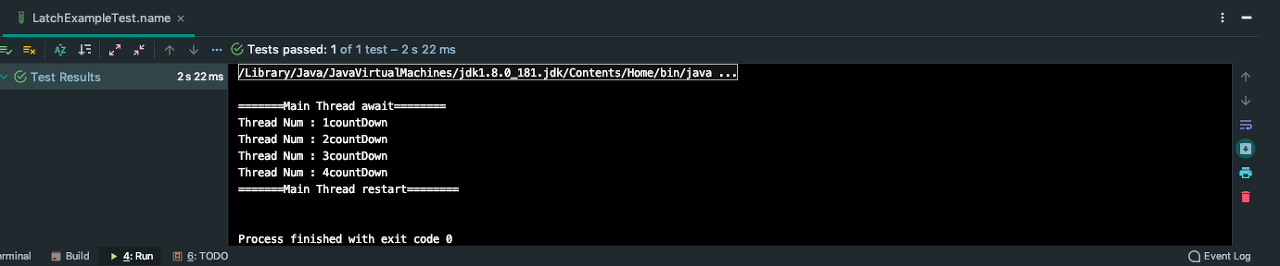 LatchExampleTest.name ×
Tests passed: 1 of 1 test – 2 s 22 ms
Test Results 2 s 22 ms
/Library/Java/JavaVirtualMachines/jdk1.8.0_181.jdk/Contents/Home/bin/java ...
=======Main Thread await========
Thread Num : 1countDown
Thread Num : 2countDown
Thread Num : 3countDown
Thread Num : 4countDown
=======Main Thread restart========
Process finished with exit code 0
erminal Build 4: Run 6: TODO Event Log